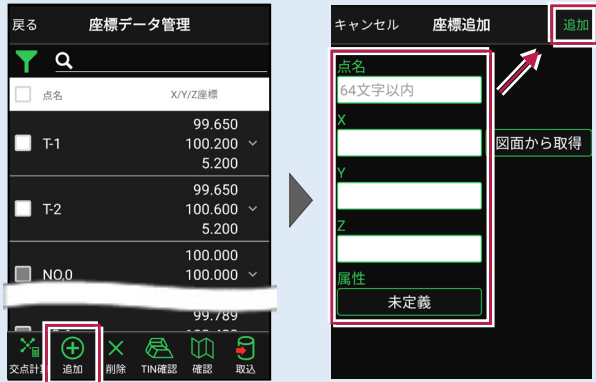 戻る
座標データ管理
点名
X/Y/Z座標
99.650
T-1
100.200
5.200
99.650
T-2
100.600
5.200
100.000
NO,0
100.000
99.789
交点計
追加
削除
TIN確認
確認
取込
キャンセル
座標追加
追加
点名
64文字以内
X
図面から取得
Y
Z
属性
未定義